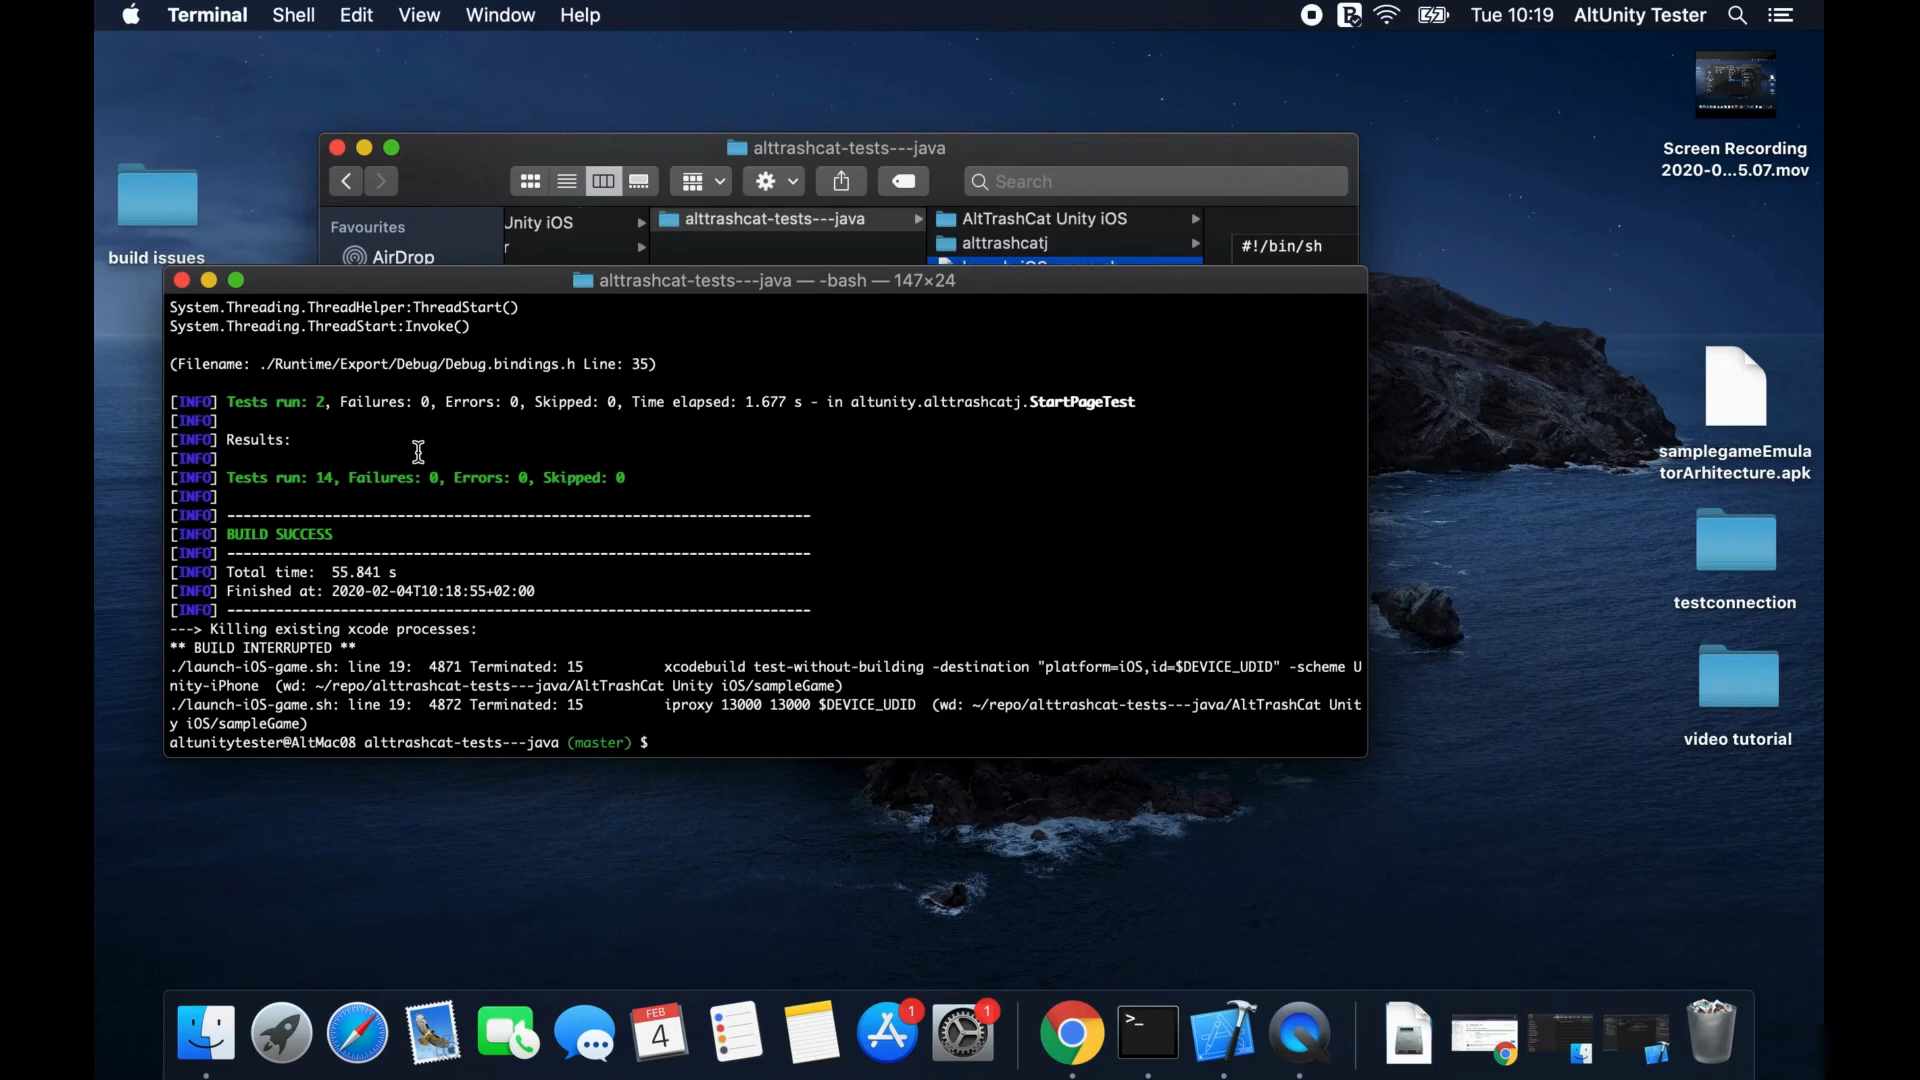 Terminal Shell Edit View Window Help Tue 10:19 AltUnity Tester
Screen Recording
2020-0...5.07.mov
build issues
samplegameEmula
torArhitecture.apk
testconnection
video tutorial
alttrashcat-tests---java
Search
Favourites
AirDrop
Unity iOS
r
alttrashcat-tests---java
AltTrashCat Unity iOS
alttrashcatj
#!/bin/sh
alttrashcat-tests---java — -bash — 147×24
System.Threading.ThreadHelper:ThreadStart()
System.Threading.ThreadStart:Invoke()
(Filename: ./Runtime/Export/Debug/Debug.bindings.h Line: 35)
[INFO] Tests run: 2, Failures: 0, Errors: 0, Skipped: 0, Time elapsed: 1.677 s - in altunity.alttrashcatj.StartPageTest
[INFO]
[INFO] Results:
[INFO]
[INFO] Tests run: 14, Failures: 0, Errors: 0, Skipped: 0
[INFO]
[INFO] ------------------------------------------------------------------------
[INFO] BUILD SUCCESS
[INFO] ------------------------------------------------------------------------
[INFO] Total time:  55.841 s
[INFO] Finished at: 2020-02-04T10:18:55+02:00
[INFO] ------------------------------------------------------------------------
---> Killing existing xcode processes:
** BUILD INTERRUPTED **
./launch-iOS-game.sh: line 19:  4871 Terminated: 15          xcodebuild test-without-building -destination "platform=iOS,id=$DEVICE_UDID" -scheme U
nity-iPhone  (wd: ~/repo/alttrashcat-tests---java/AltTrashCat Unity iOS/sampleGame)
./launch-iOS-game.sh: line 19:  4872 Terminated: 15          iproxy 13000 13000 $DEVICE_UDID  (wd: ~/repo/alttrashcat-tests---java/AltTrashCat Unit
y iOS/sampleGame)
altunitytester@AltMac08 alttrashcat-tests---java (master) $
FEB
4
1
1
>_